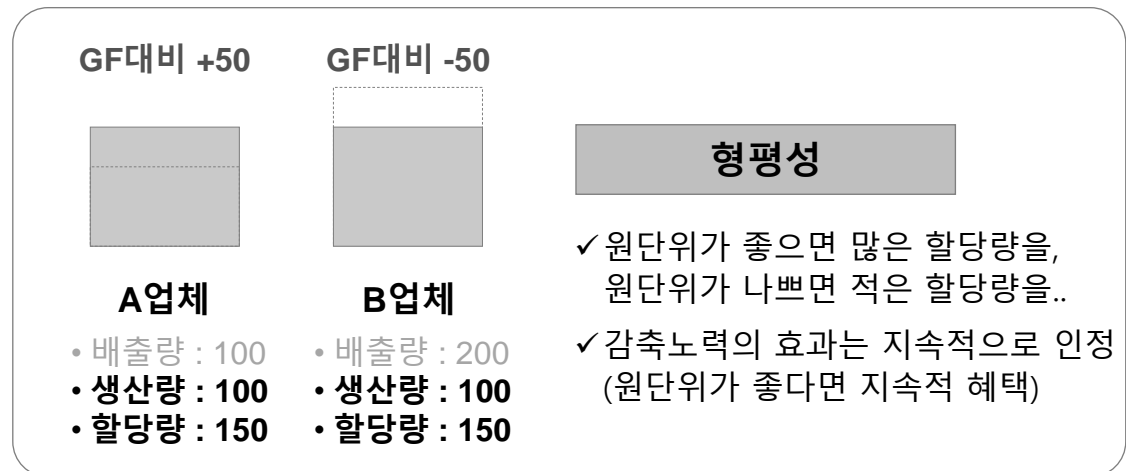 GF대비 +50
GF대비 -50
A업체
• 배출량 : 100
• 생산량 : 100
• 할당량 : 150
B업체
• 배출량 : 200
• 생산량 : 100
• 할당량 : 150
형평성
✓원단위가 좋으면 많은 할당량을,
원단위가 나쁘면 적은 할당량을..
✓감축노력의 효과는 지속적으로 인정
(원단위가 좋다면 지속적 혜택)